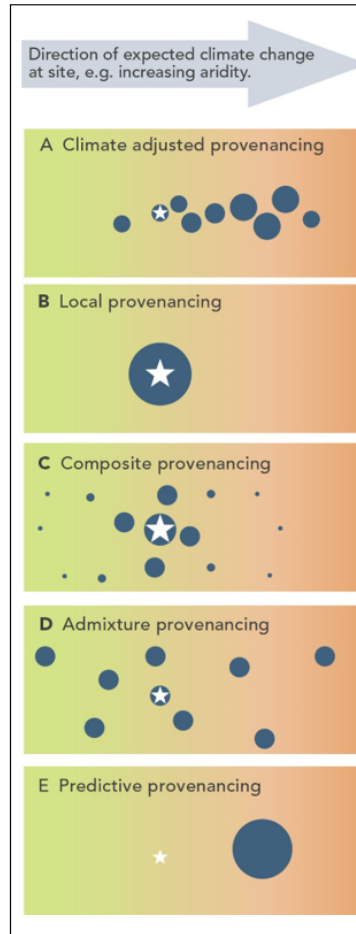 Direction of expected climate change
at site, e.g. increasing aridity.
A Climate adjusted provenancing
B Local provenancing
C Composite provenancing
D Admixture provenancing
E Predictive provenancing